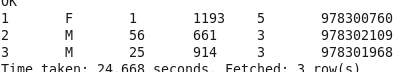 OK
1 F 1 1193 5 978300760
2 M 56 661 3 978302109
3 M 25 914 3 978301968
Time taken: 24.668 seconds, Fetched: 3 row(s)